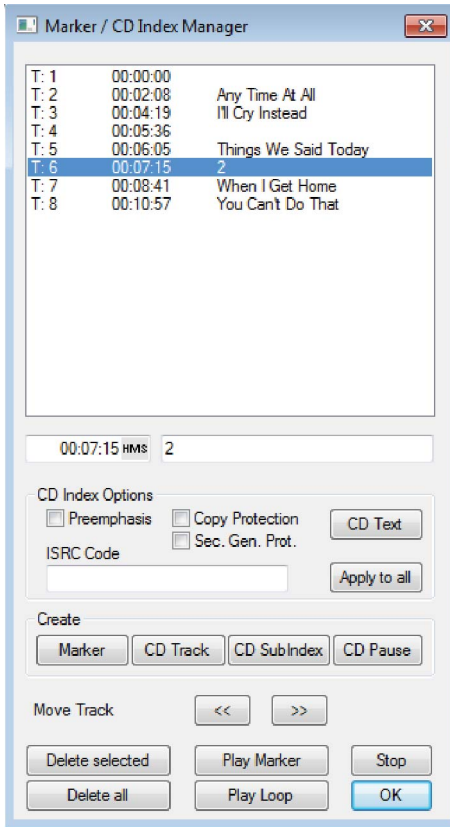 Marker / CD Index Manager
T: 1 00:00:00
T: 2 00:02:08 Any Time At All
T: 3 00:04:19 I'll Cry Instead
T: 4 00:05:36
T: 5 00:06:05 Things We Said Today
T: 6 00:07:15 2
T: 7 00:08:41 When I Get Home
T: 8 00:10:57 You Can't Do That
00:07:15 HMS 2
CD Index Options
Preemphasis Copy Protection CD Text
Sec. Gen. Prot.
ISRC Code
Apply to all
Create
Marker CD Track CD SubIndex CD Pause
Move Track << >>
Delete selected Play Marker Stop
Delete all Play Loop OK